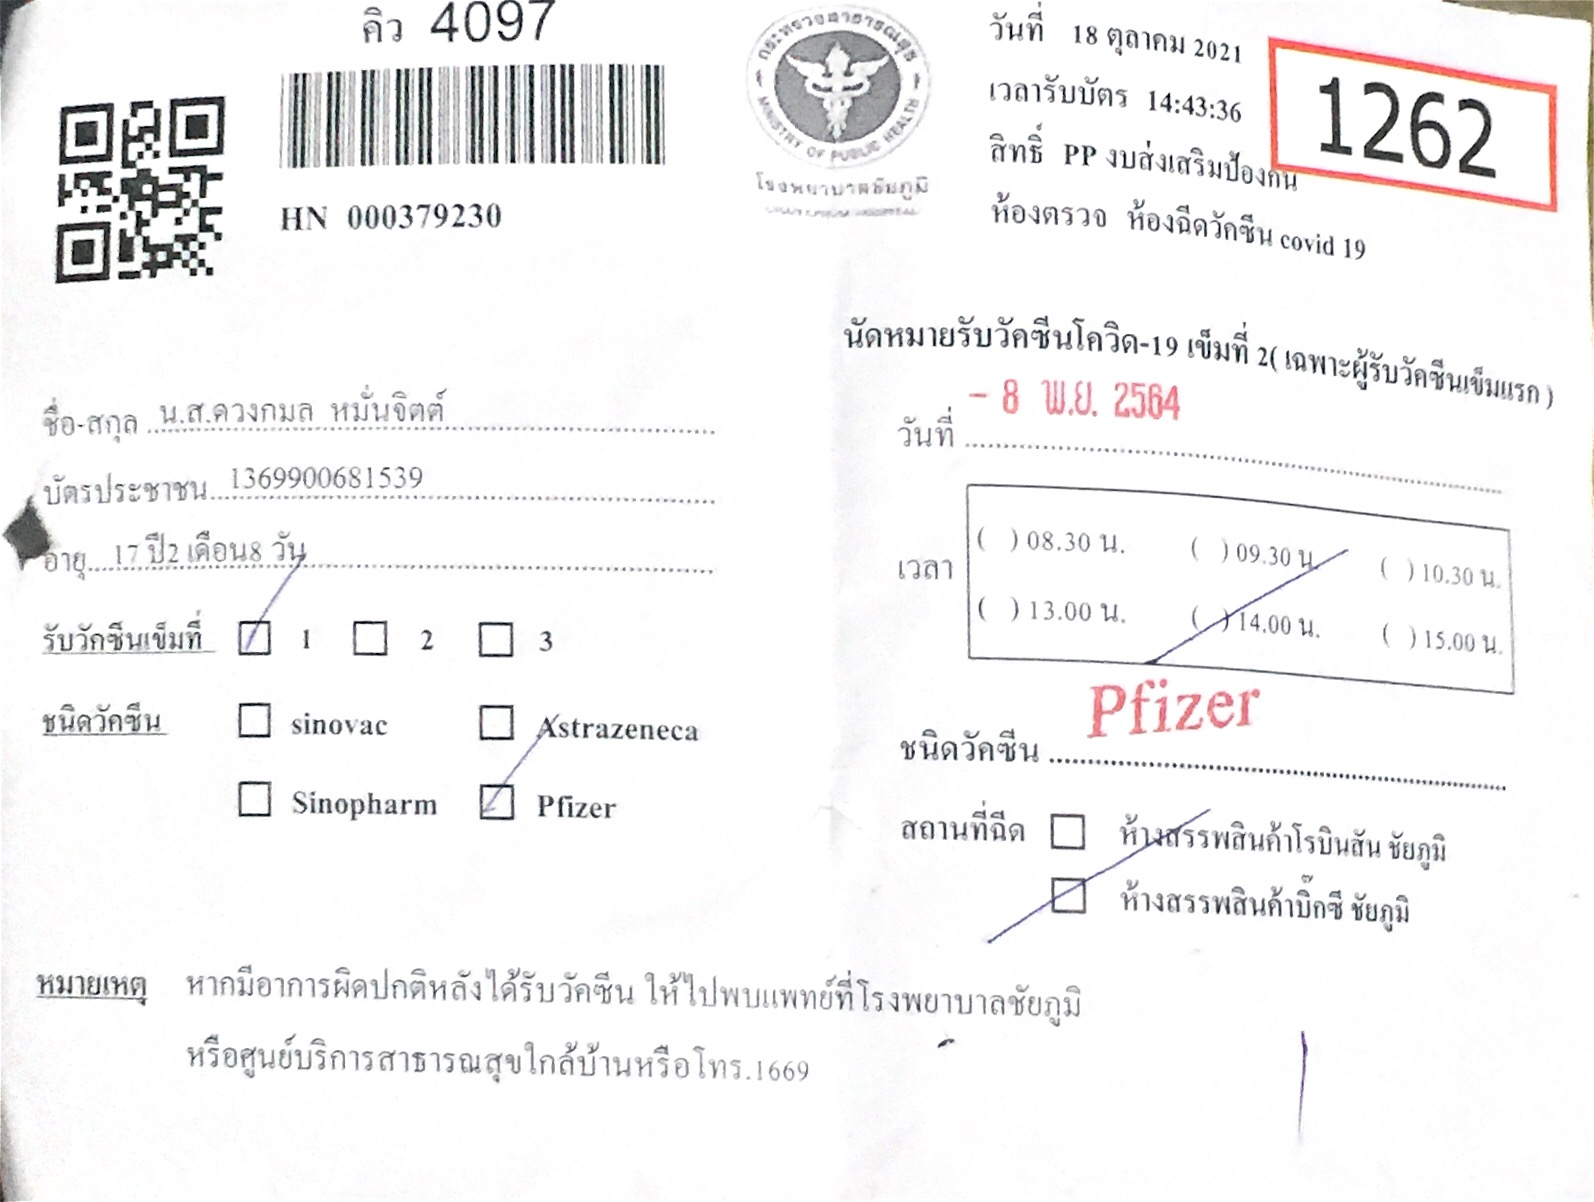 คิว 4097
HN 000379230
กระทรวงสาธารณสุข
MINISTRY OF PUBLIC HEALTH
โรงพยาบาลชัยภูมิ
วันที่ 18 ตุลาคม 2021
เวลารับบัตร 14:43:36
สิทธิ์ PP งบส่งเสริมป้องกัน
ห้องตรวจ ห้องฉีดวัคซีน covid 19
1262
ชื่อ-สกุล น.ส.ดวงกมล หมั่นจิตต์
บัตรประชาชน 1369900681539
อายุ 17 ปี2 เดือน8 วัน
รับวัคซีนเข็มที่ 1 2 3
ชนิดวัคซีน sinovac Astrazeneca
Sinopharm Pfizer
นัดหมายรับวัคซีนโควิด-19 เข็มที่ 2( เฉพาะผู้รับวัคซีนเข็มแรก )
วันที่ - 8 พ.ย. 2564
เวลา ( ) 08.30 น. ( ) 09.30 น. ( ) 10.30 น.
( ) 13.00 น. ( ) 14.00 น. ( ) 15.00 น.
ชนิดวัคซีน Pfizer
สถานที่ฉีด ห้างสรรพสินค้าโรบินสัน ชัยภูมิ
ห้างสรรพสินค้าบิ๊กซี ชัยภูมิ
หมายเหตุ หากมีอาการผิดปกติหลังได้รับวัคซีน ให้ไปพบแพทย์ที่โรงพยาบาลชัยภูมิ
หรือศูนย์บริการสาธารณสุขใกล้บ้านหรือโทร.1669